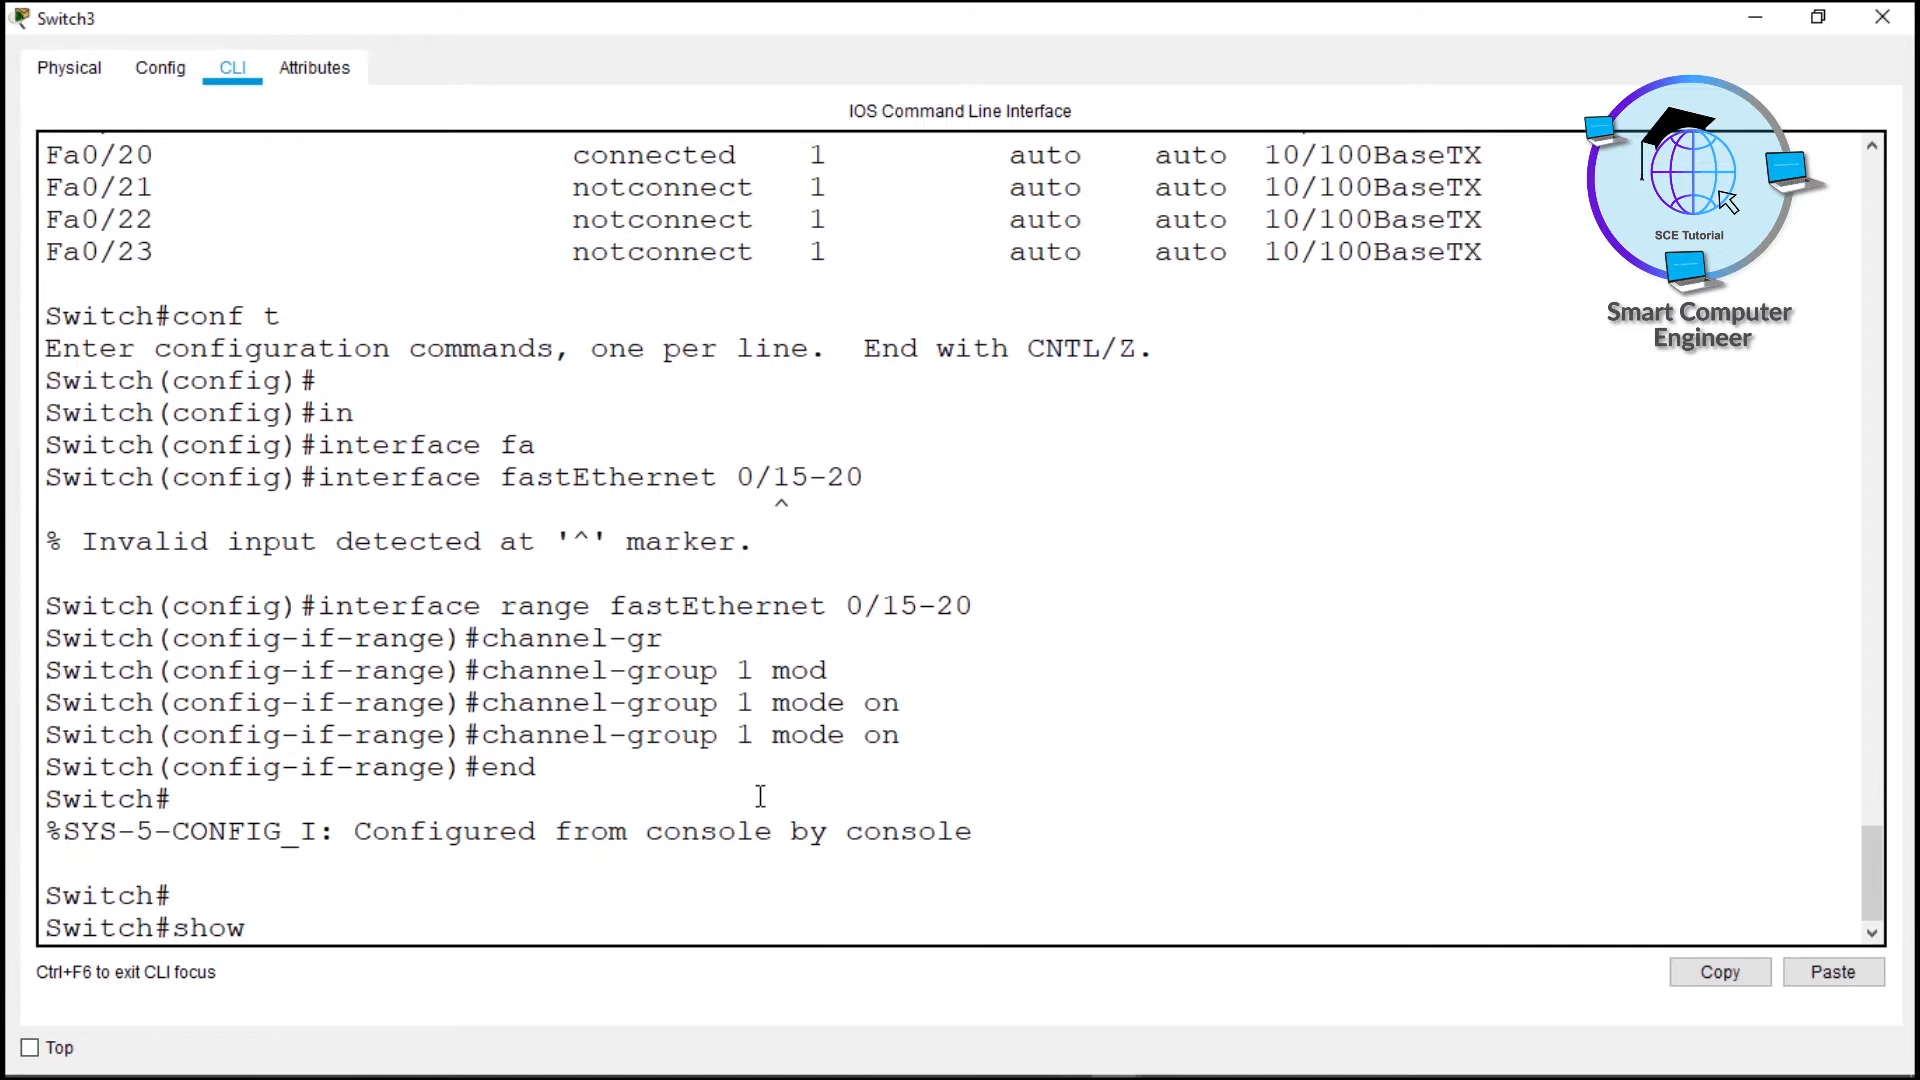 Switch3
Physical Config CLI Attributes
IOS Command Line Interface
Fa0/20 connected 1 auto auto 10/100BaseTX
Fa0/21 notconnect 1 auto auto 10/100BaseTX
Fa0/22 notconnect 1 auto auto 10/100BaseTX
Fa0/23 notconnect 1 auto auto 10/100BaseTX
Switch#conf t
Enter configuration commands, one per line. End with CNTL/Z.
Switch(config)#
Switch(config)#in
Switch(config)#interface fa
Switch(config)#interface fastEthernet 0/15-20
^
% Invalid input detected at '^' marker.
Switch(config)#interface range fastEthernet 0/15-20
Switch(config-if-range)#channel-gr
Switch(config-if-range)#channel-group 1 mod
Switch(config-if-range)#channel-group 1 mode on
Switch(config-if-range)#channel-group 1 mode on
Switch(config-if-range)#end
Switch#
%SYS-5-CONFIG_I: Configured from console by console
Switch#
Switch#show
SCE Tutorial
Smart Computer
Engineer
Ctrl+F6 to exit CLI focus
Copy Paste
Top